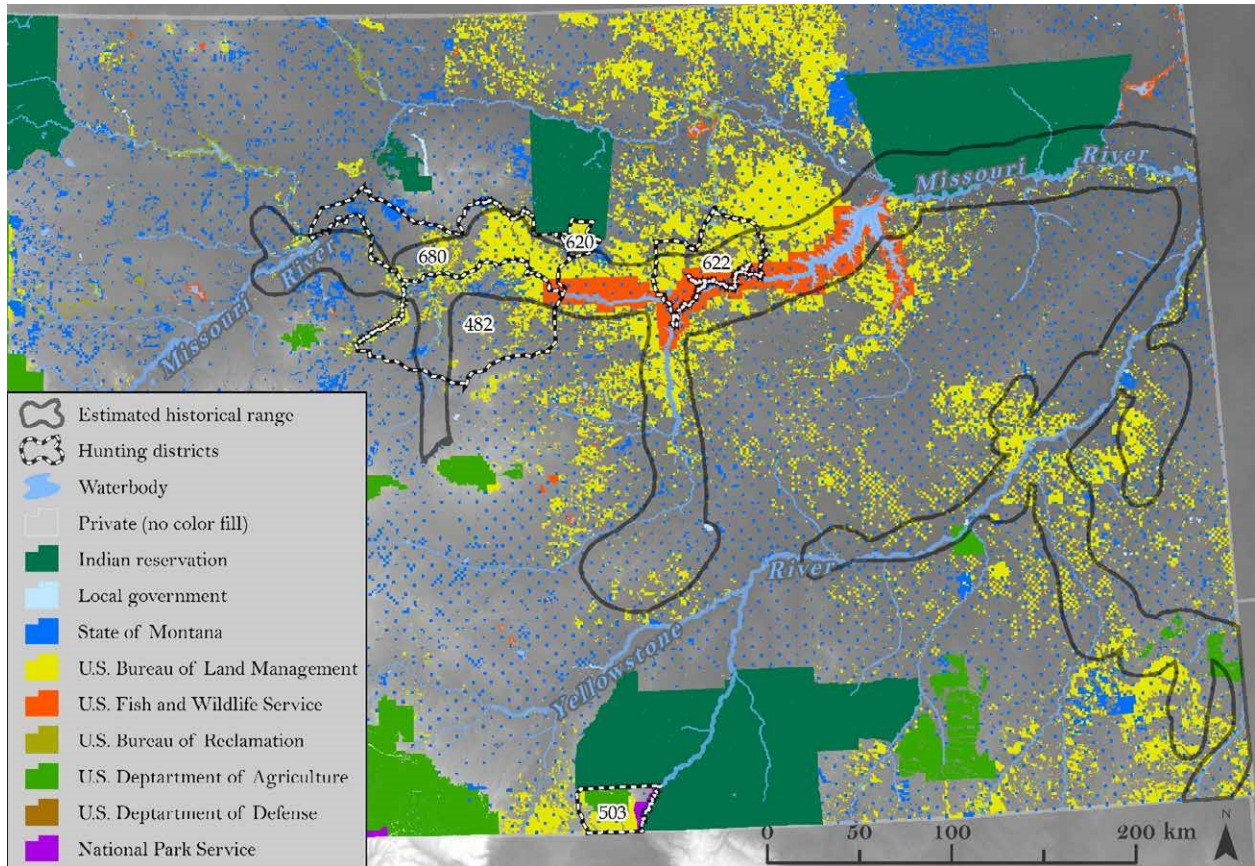 Missouri
River
680
620
622
482
Missouri
River
Estimated historical range
Hunting districts
Waterbody
Private (no color fill)
Indian reservation
Local government
State of Montana
U.S. Bureau of Land Management
U.S. Fish and Wildlife Service
U.S. Bureau of Reclamation
U.S. Deptartment of Agriculture
U.S. Deptartment of Defense
National Park Service
Yellowstone
River
503
0 50 100 200 km
N